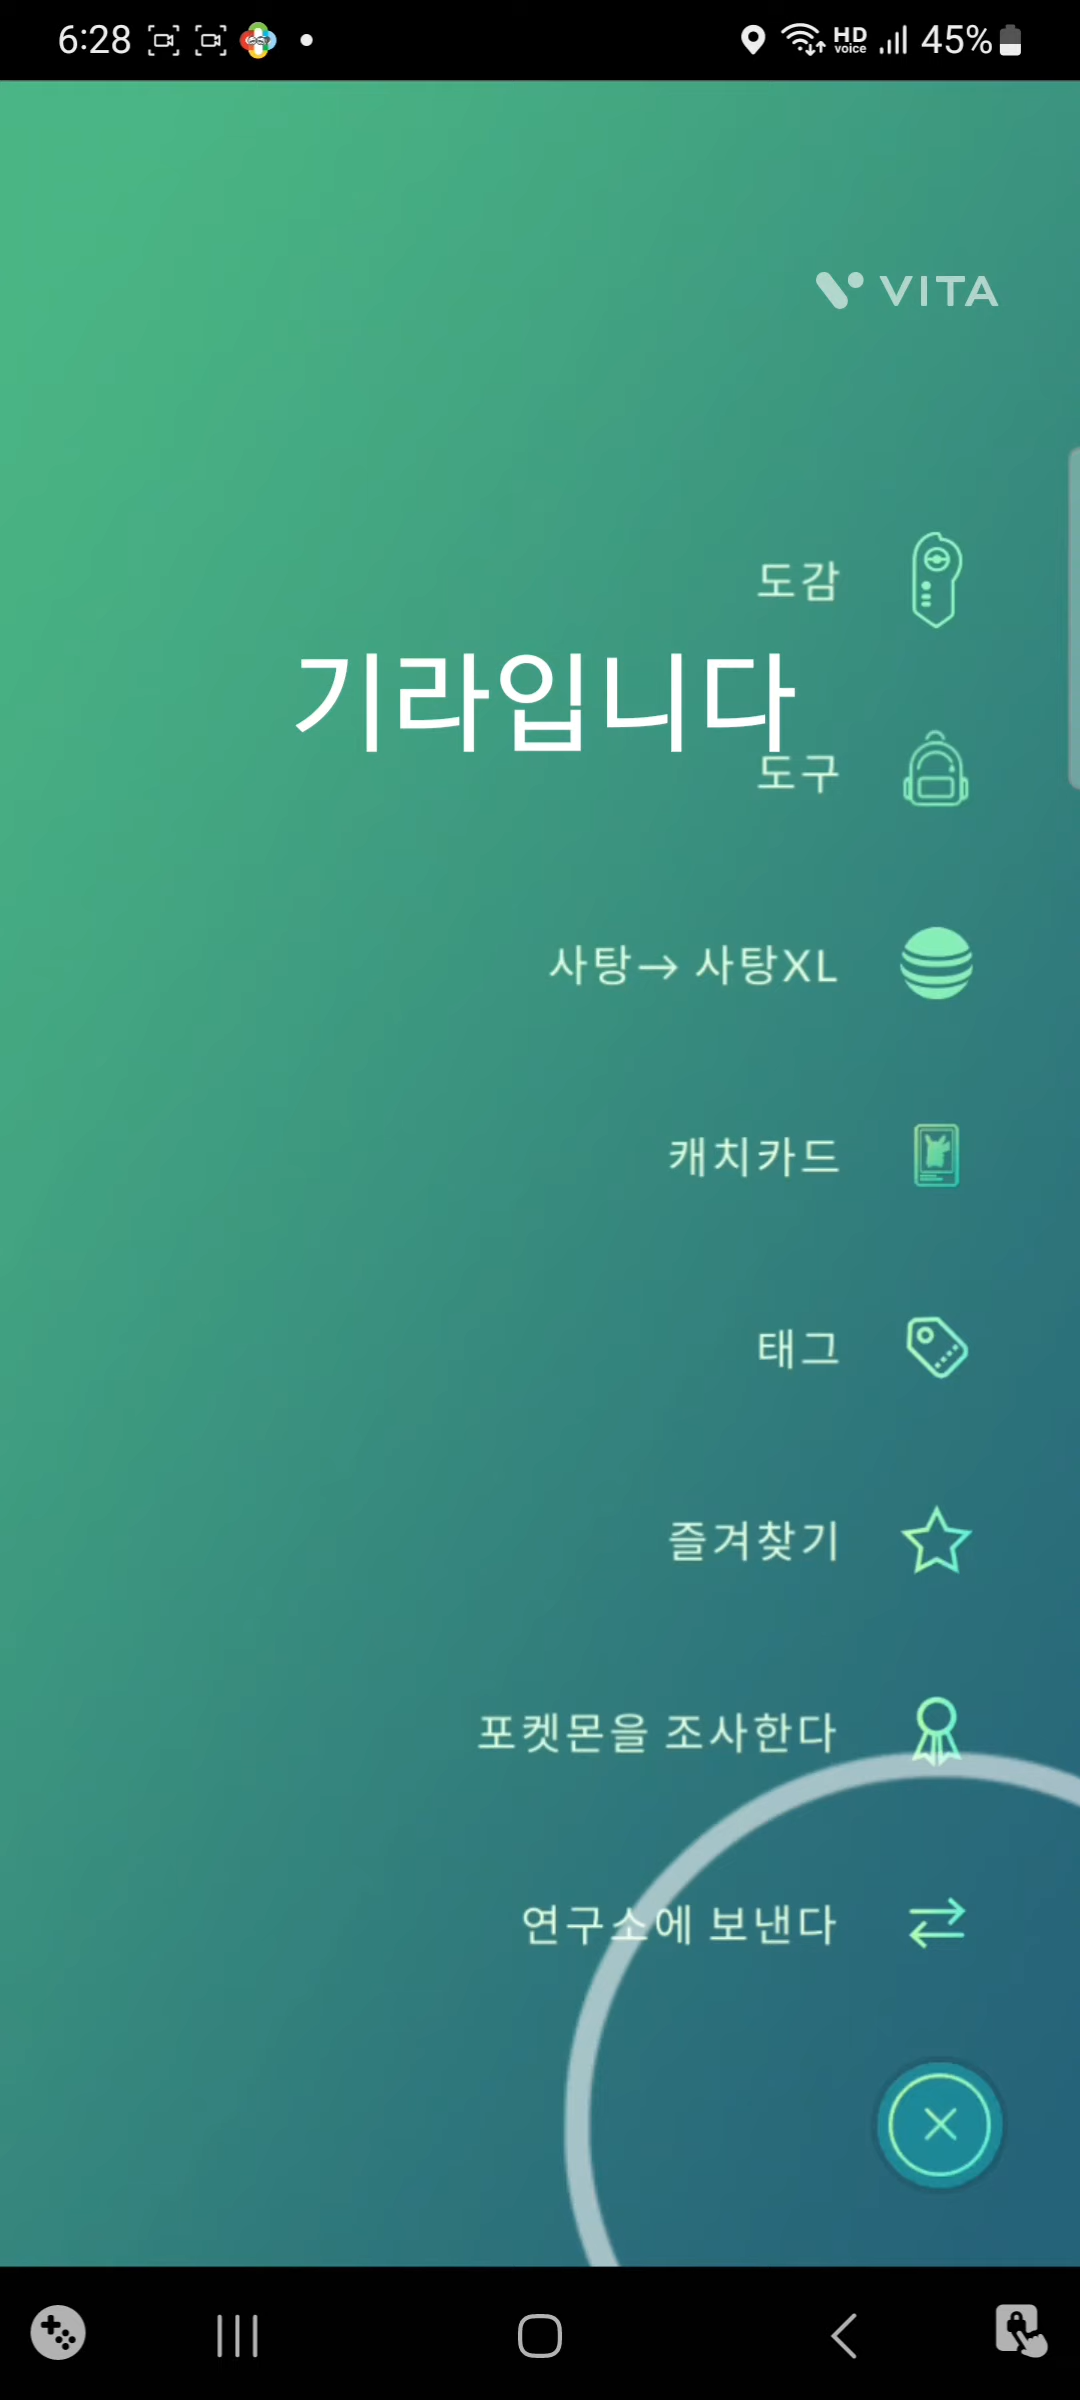 6:28
HD voice
45%
VITA
도감
기라입니다
도구
사탕→ 사탕XL
캐치카드
태그
즐겨찾기
포켓몬을 조사한다
연구소에 보낸다